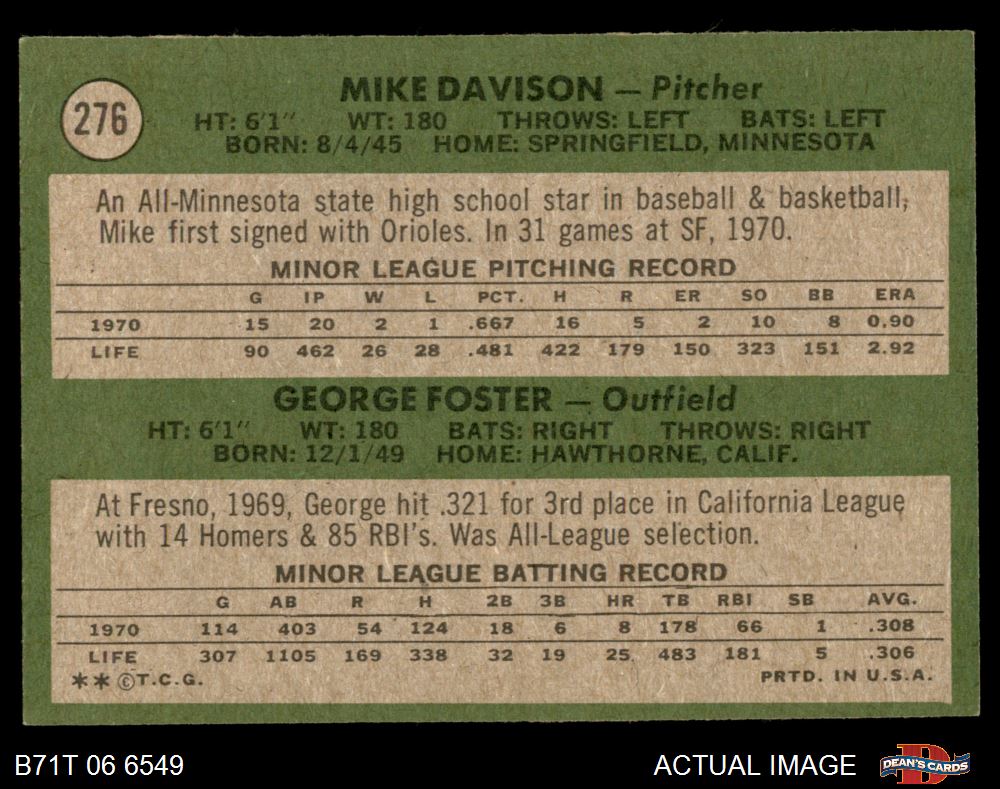 276
MIKE DAVISON — Pitcher
HT: 6'1" WT: 180 THROWS: LEFT BATS: LEFT
BORN: 8/4/45 HOME: SPRINGFIELD, MINNESOTA
An All-Minnesota state high school star in baseball & basketball,
Mike first signed with Orioles. In 31 games at SF, 1970.
MINOR LEAGUE PITCHING RECORD
G IP W L PCT. H R ER SO BB ERA
1970 15 20 2 1 .667 16 5 2 10 8 0.90
LIFE 90 462 26 28 .481 422 179 150 323 151 2.92
GEORGE FOSTER — Outfield
HT: 6'1" WT: 180 BATS: RIGHT THROWS: RIGHT
BORN: 12/1/49 HOME: HAWTHORNE, CALIF.
At Fresno, 1969, George hit .321 for 3rd place in California League
with 14 Homers & 85 RBI's. Was All-League selection.
MINOR LEAGUE BATTING RECORD
G AB R H 2B 3B HR TB RBI SB AVG.
1970 114 403 54 124 18 6 8 178 66 1 .308
LIFE 307 1105 169 338 32 19 25 483 181 5 .306
** ©T.C.G. PRTD. IN U.S.A.
B71T 06 6549 ACTUAL IMAGE D DEAN'S CARDS